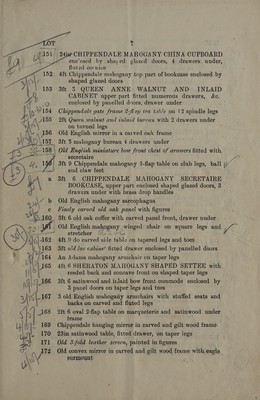 LOT 7
151 24in CHIPPENDALE MAHOGANY CHINA CUPBOARD
enclosed by shaped glazed doors, 4 drawers under,
fluted cornice
152 4ft Chippendale mahogany top part of bookcase enclosed by
shaped glazed doors
153 3ft 5 QUEEN ANNE WALNUT AND INLAID
CABINET upper part fitted numerous drawers, &c.
enclosed by panelled doors, drawer under
154 Chippendale gate frame 2-flap tea table on 12 spindle legs
155 2ft Queen walnut and inlaid bureau with 2 drawers under
on turned legs
156 Old English mirror in a carved oak frame
157 3ft 2 mahogany bureau 4 drawers under
158 Old English miniature bow front chest of drawers fitted with
secretaire
159 3ft 9 Chippendale mahogany 2-flap table on club legs, ball
and claw feet
a 3ft 6 CHIPPENDALE MAHOGANY SECRETAIRE
BOOKCASE, upper part enclosed shaped glazed doors, 3
drawers under with brass drop handles
b Old English mahogany sarcophagus
c Finely carved old oak panel with figures
160 3ft 6 old oak coffer with carved panel front, drawer under
161 Old English mahogany winged chair on square legs and
stretcher
162 4ft 9 do carved side table on tapered legs and toes
163 3ft old do cabinet fitted drawer enclosed by panelled doors
164 An Adams mahogany armchair on taper legs
165 4ft 6 SHERATON MAHOGANY SHAPED SETTEE with
reeded back and concave front on shaped taper legs
166 3ft 6 satinwood and inlaid bow front commode enclosed by
3 panel doors on taper legs and toes
167 3 old English mahogany armchairs with stuffed seats and
backs on carved and fluted legs
168 2ft 6 oval 2-flap table on marqueterie and satinwood under
frame
169 Chippendale hanging mirror in carved and gilt wood frame
170 23in satinwood table, fitted drawer, on taper legs
171 Old 3-fold leather screen, painted in figures
172 Old convex mirror in carved and gilt wood frame with eagle
surmount